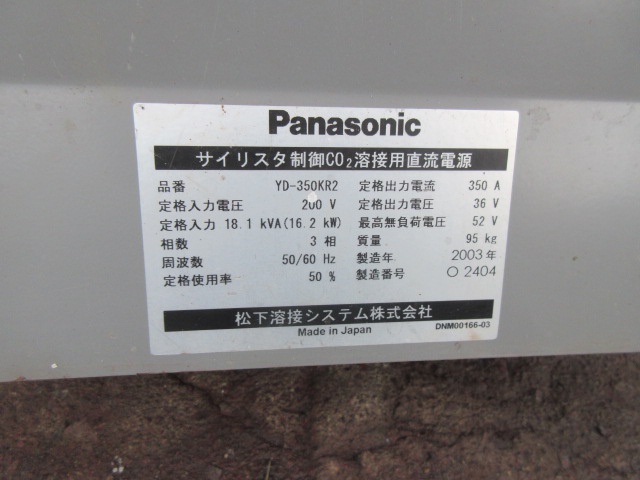 Panasonic
サイリスタ制御CO₂溶接用直流電源
品番 YD-350KR2 定格出力電流 350 A
定格入力電圧 200 V 定格出力電圧 36 V
定格入力 18.1 kVA(16.2 kW) 最高無負荷電圧 52 V
相数 3 相 質量 95 kg
周波数 50/60 Hz 製造年 2003 年
定格使用率 50 % 製造番号 O 2404
松下溶接システム株式会社
Made in Japan DNM00166-03